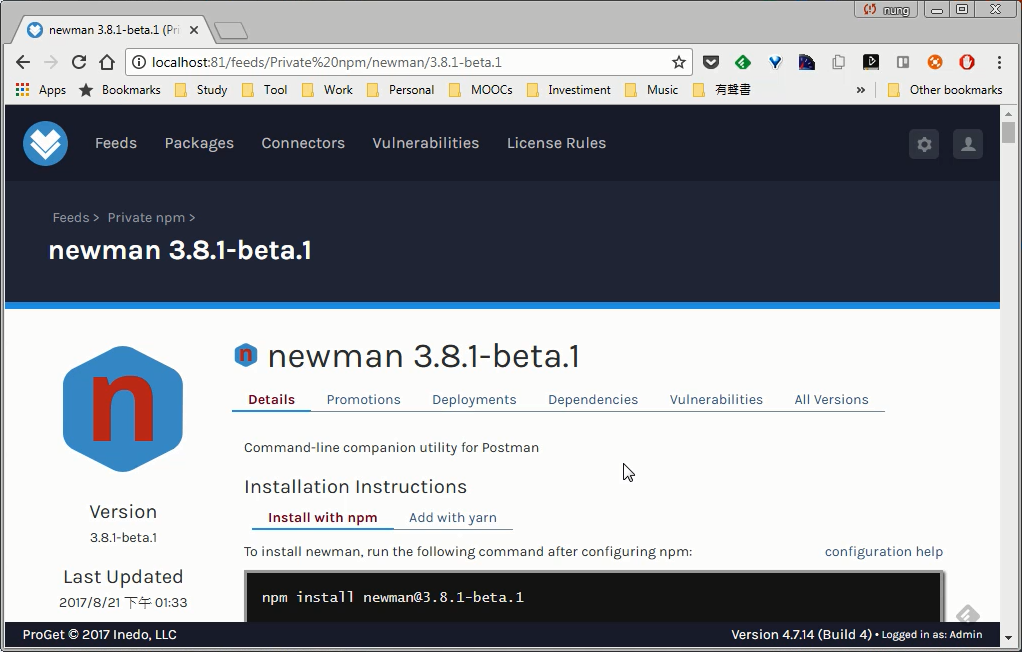 nung
newman 3.8.1-beta.1 (Pri
localhost:81/feeds/Private%20npm/newman/3.8.1-beta.1
Apps Bookmarks Study Tool Work Personal MOOCs Investiment Music 有聲書 » Other bookmarks
Feeds Packages Connectors Vulnerabilities License Rules
Feeds > Private npm >
newman 3.8.1-beta.1
n newman 3.8.1-beta.1
Details Promotions Deployments Dependencies Vulnerabilities All Versions
n
Command-line companion utility for Postman
Installation Instructions
Install with npm Add with yarn
To install newman, run the following command after configuring npm: configuration help
npm install newman@3.8.1-beta.1
Version
3.8.1-beta.1
Last Updated
2017/8/21 下午 01:33
ProGet © 2017 Inedo, LLC Version 4.7.14 (Build 4) • Logged in as: Admin